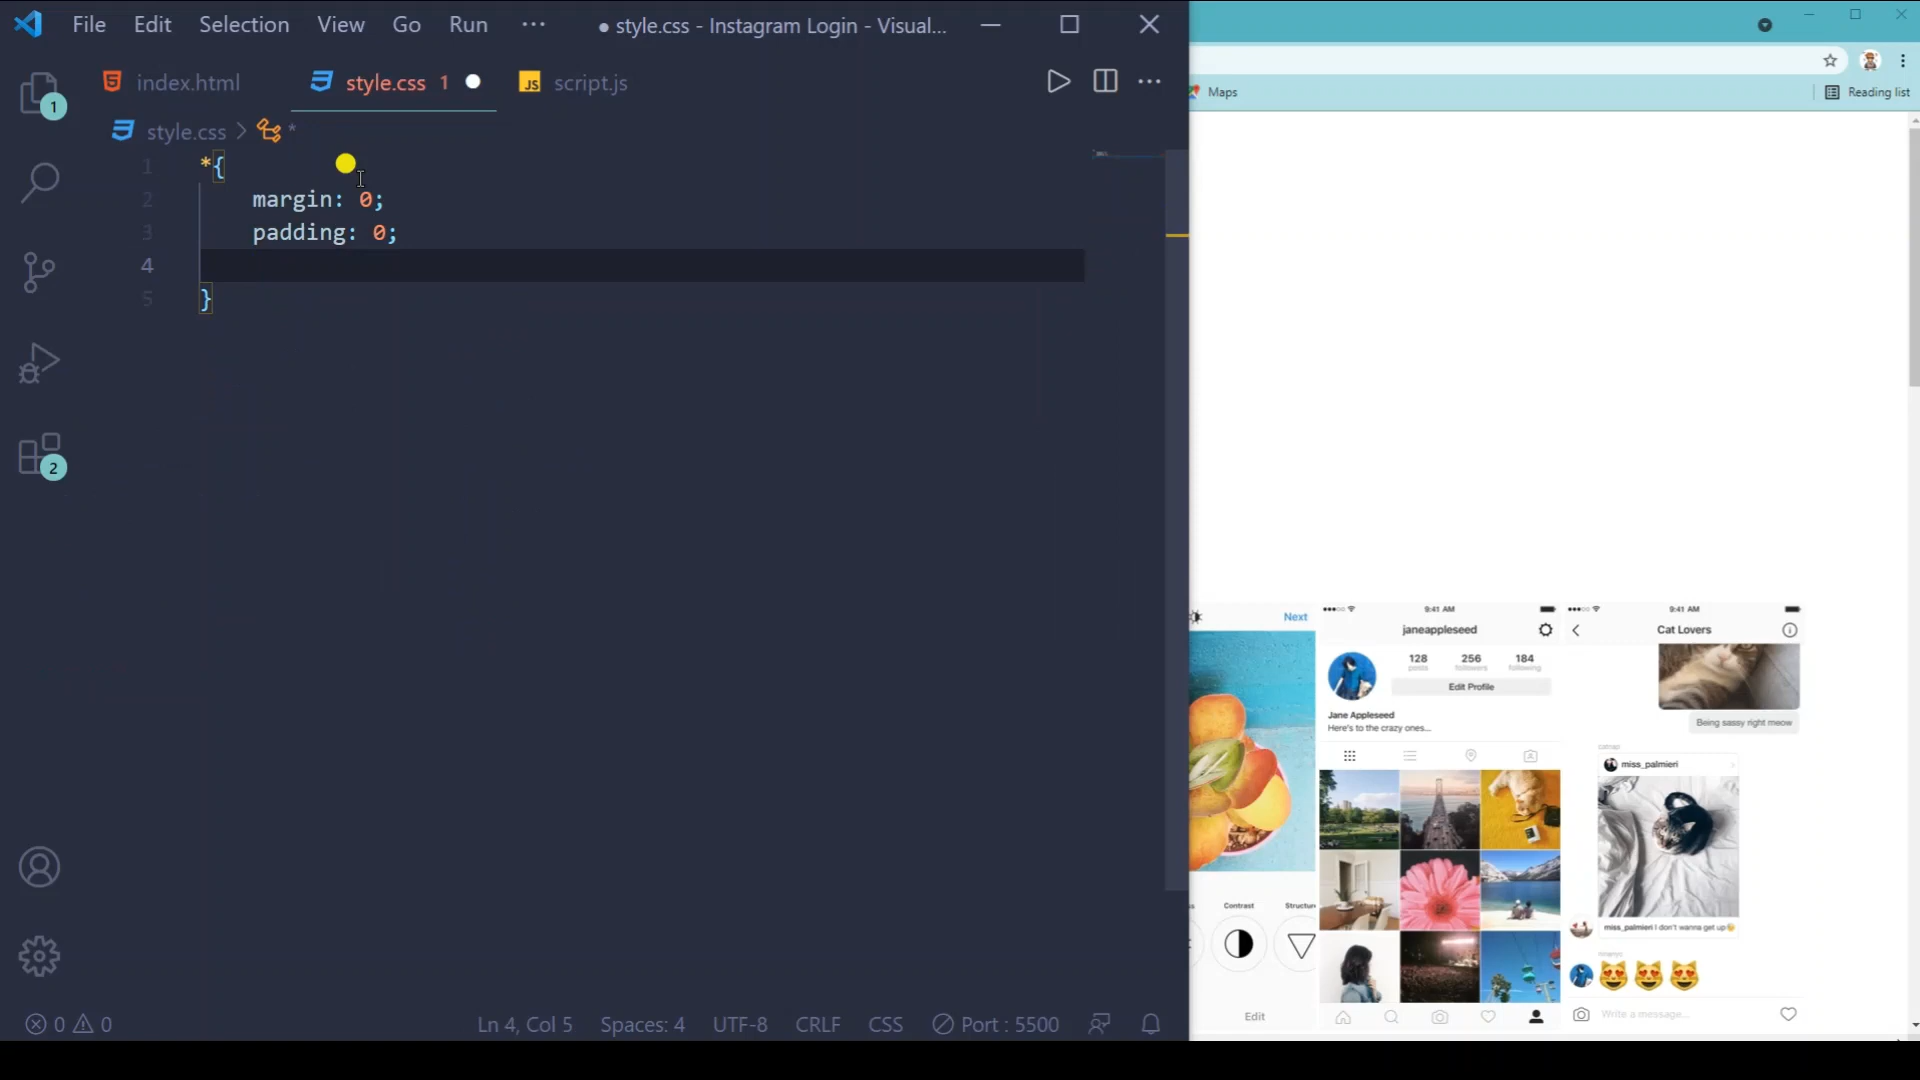 File Edit Selection View Go Run ··· ● style.css - Instagram Login - Visual...
index.html style.css 1 JS script.js
style.css > *
1 *{
2 margin: 0;
3 padding: 0;
4
5 }
1
2
0 0 Ln 4, Col 5 Spaces: 4 UTF-8 CRLF CSS Port : 5500
Maps Reading list
Next
Contrast Structure
Edit
9:41 AM
janeappleseed
128 256 184
posts followers following
Edit Profile
Jane Appleseed
Here's to the crazy ones...
9:41 AM
Cat Lovers
Being sassy right meow
catnap
miss_palmieri
miss_palmieri I don't wanna get up
Write a message...